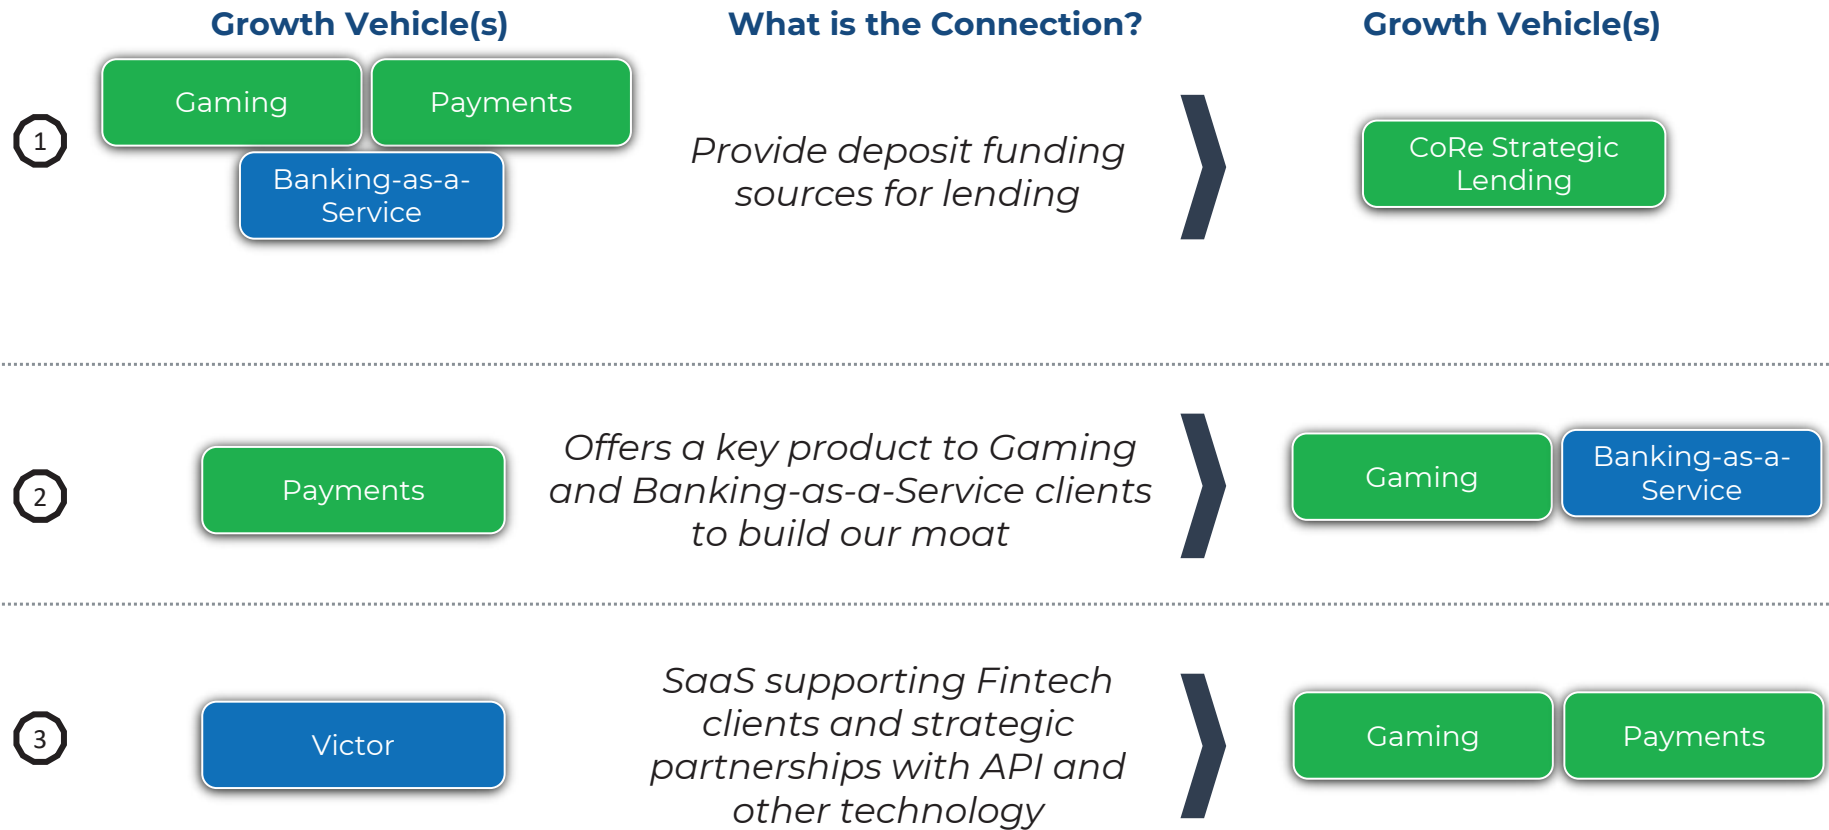 Growth Vehicle(s)
What is the Connection?
Growth Vehicle(s)
1
Gaming
Payments
Banking-as-a-
Service
Provide deposit funding
sources for lending
CoRe Strategic
Lending
2
Payments
Offers a key product to Gaming
and Banking-as-a-Service clients
to build our moat
Gaming
Banking-as-a-
Service
3
Victor
SaaS supporting Fintech
clients and strategic
partnerships with API and
other technology
Gaming
Payments